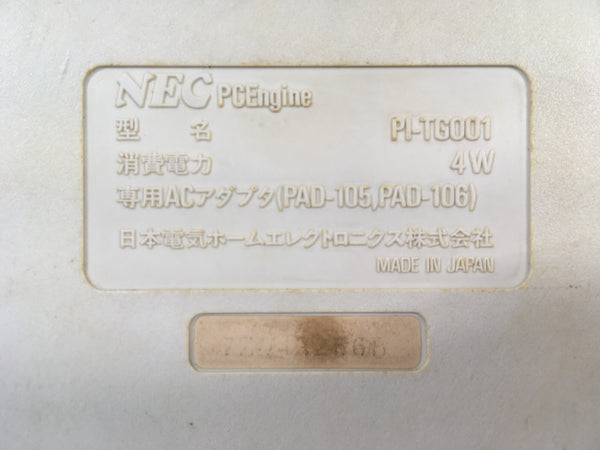 NEC PCEngine
型 名 PI-TG001
消費電力 4W
専用ACアダプタ(PAD-105,PAD-106)
日本電気ホームエレクトロニクス株式会社
MADE IN JAPAN